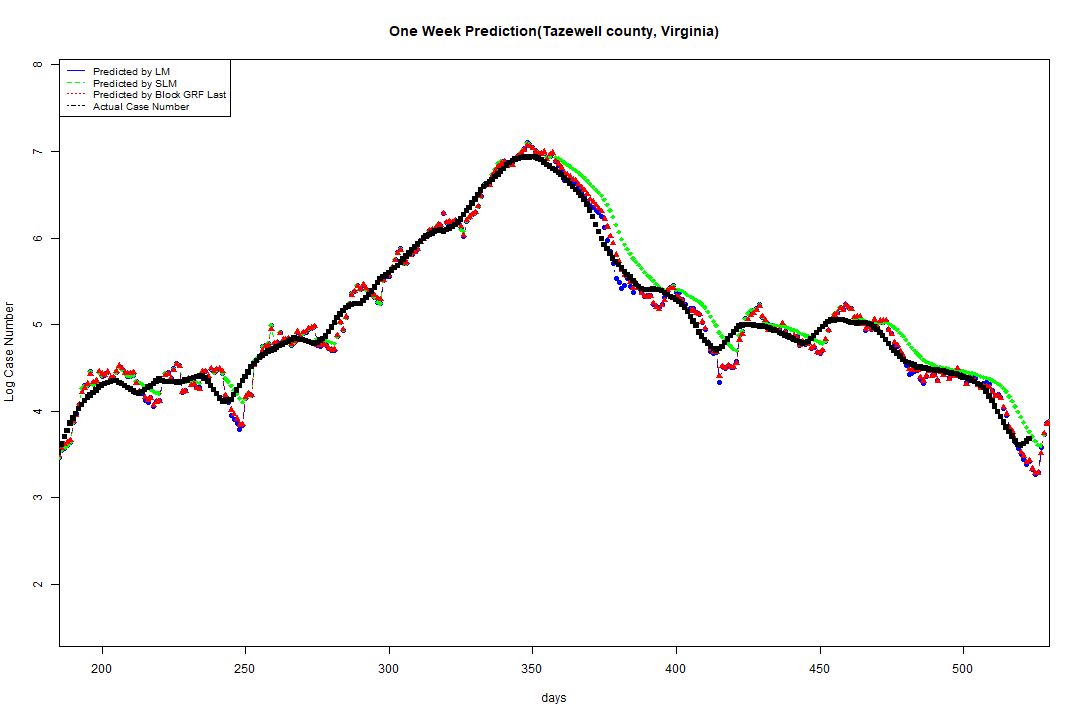 One Week Prediction(Tazewell county, Virginia)
8
Predicted by LM
Predicted by SLM
Predicted by Block GRF Last
Actual Case Number
7
6
5
4
3
2
Log Case Number
200 250 300 350 400 450 500
days